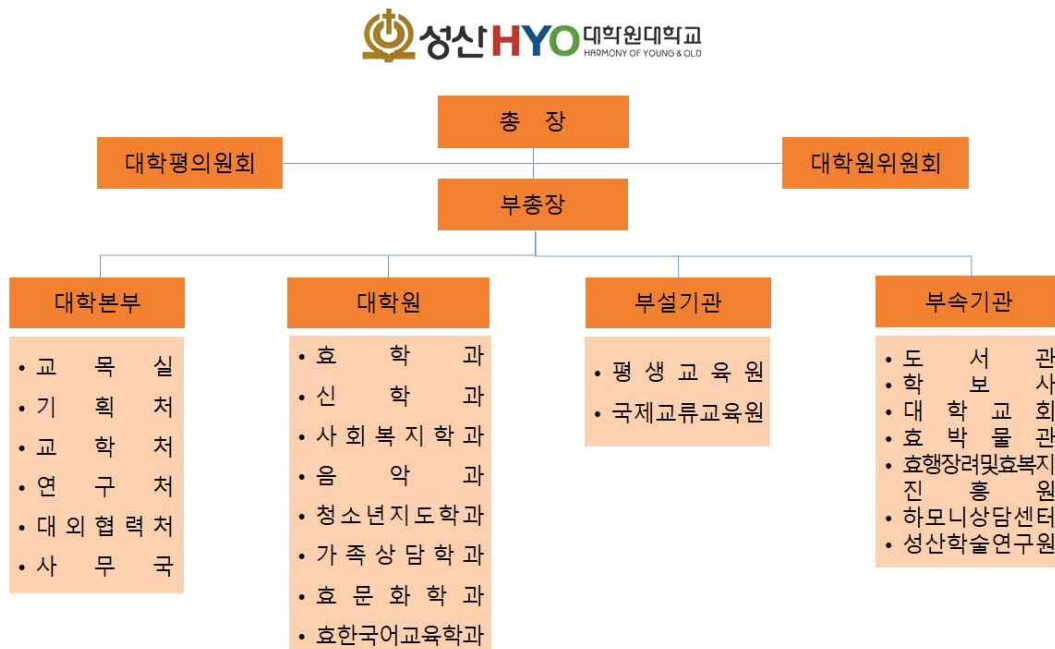 성산HYO대학원대학교
HARMONY OF YOUNG & OLD
총 장
대학평의원회
대학원위원회
부총장
대학본부
• 교 목 실
• 기 획 처
• 교 학 처
• 연 구 처
• 대 외 협 력 처
• 사 무 국
대학원
• 효 학 과
• 신 학 과
• 사 회 복 지 학 과
• 음 악 과
• 청소년지도학과
• 가 족 상 담 학 과
• 효 문 화 학 과
• 효한국어교육학과
부설기관
• 평 생 교 육 원
• 국제교류교육원
부속기관
• 도 서 관
• 학 보 사
• 대 학 교 회
• 효 박 물 관
• 효행장려및효복지
진 흥 원
• 하모니상담센터
• 성산학술연구원